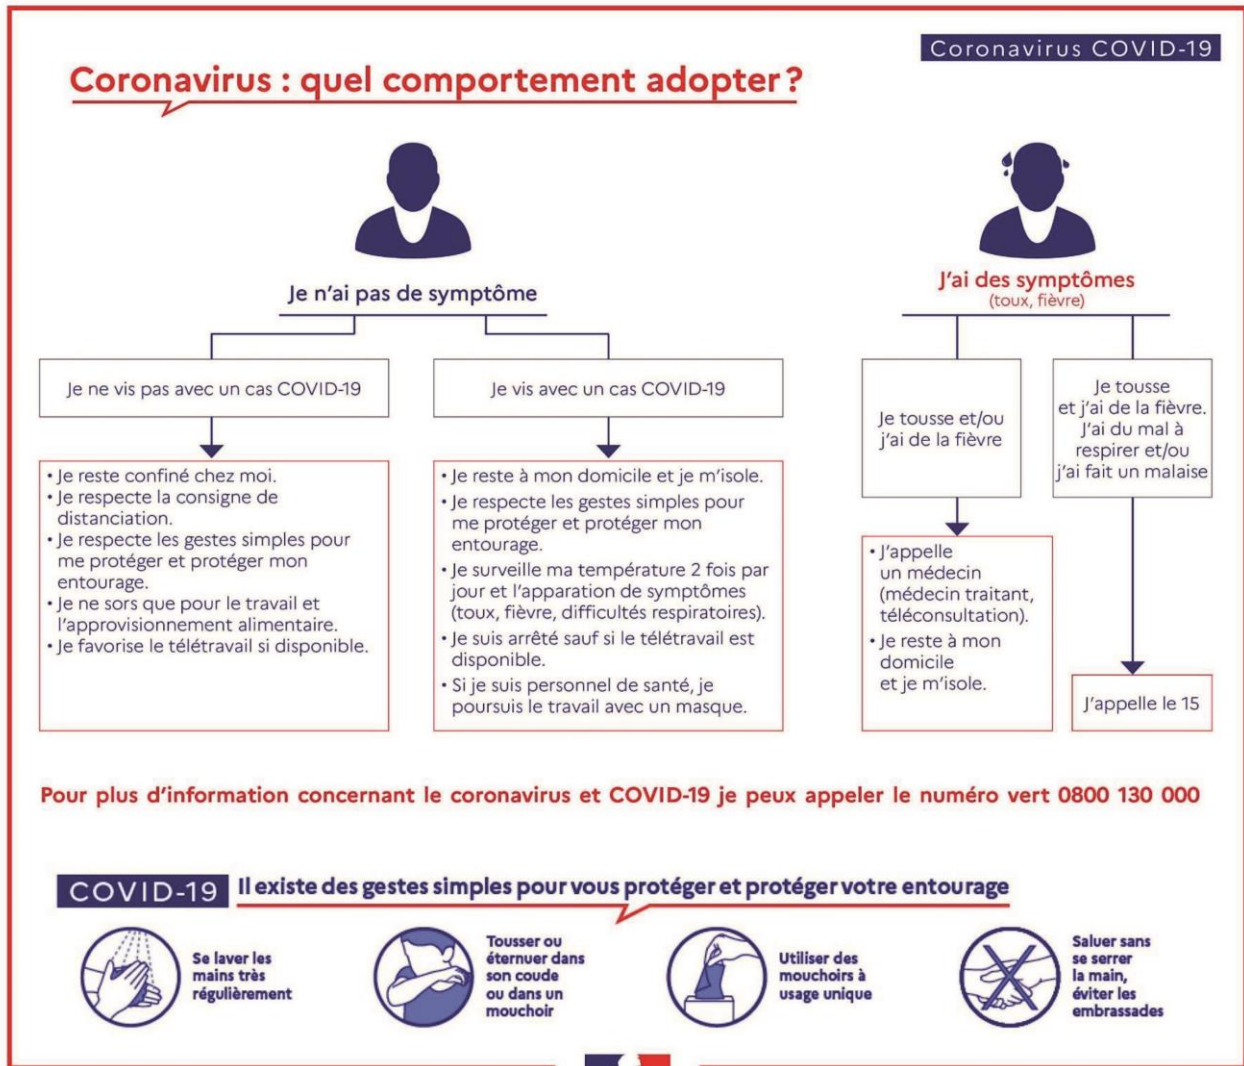 Coronavirus COVID-19
Coronavirus : quel comportement adopter ?
Je n'ai pas de symptôme
Je ne vis pas avec un cas COVID-19
• Je reste confiné chez moi.
• Je respecte la consigne de
distanciation.
• Je respecte les gestes simples pour
me protéger et protéger mon
entourage.
• Je ne sors que pour le travail et
l'approvisionnement alimentaire.
• Je favorise le télétravail si disponible.
Je vis avec un cas COVID-19
• Je reste à mon domicile et je m'isole.
• Je respecte les gestes simples pour
me protéger et protéger mon
entourage.
• Je surveille ma température 2 fois par
jour et l'apparation de symptômes
(toux, fièvre, difficultés respiratoires).
• Je suis arrêté sauf si le télétravail est
disponible.
• Si je suis personnel de santé, je
poursuis le travail avec un masque.
J'ai des symptômes
(toux, fièvre)
Je tousse et/ou
j'ai de la fièvre
• J'appelle
un médecin
(médecin traitant,
téléconsultation).
• Je reste à mon
domicile
et je m'isole.
Je tousse
et j'ai de la fièvre.
J'ai du mal à
respirer et/ou
j'ai fait un malaise
J'appelle le 15
Pour plus d'information concernant le coronavirus et COVID-19 je peux appeler le numéro vert 0800 130 000
COVID-19 Il existe des gestes simples pour vous protéger et protéger votre entourage
Se laver les
mains très
régulièrement
Tousser ou
éternuer dans
son coude
ou dans un
mouchoir
Utiliser des
mouchoirs à
usage unique
Saluer sans
se serrer
la main,
éviter les
embrassades